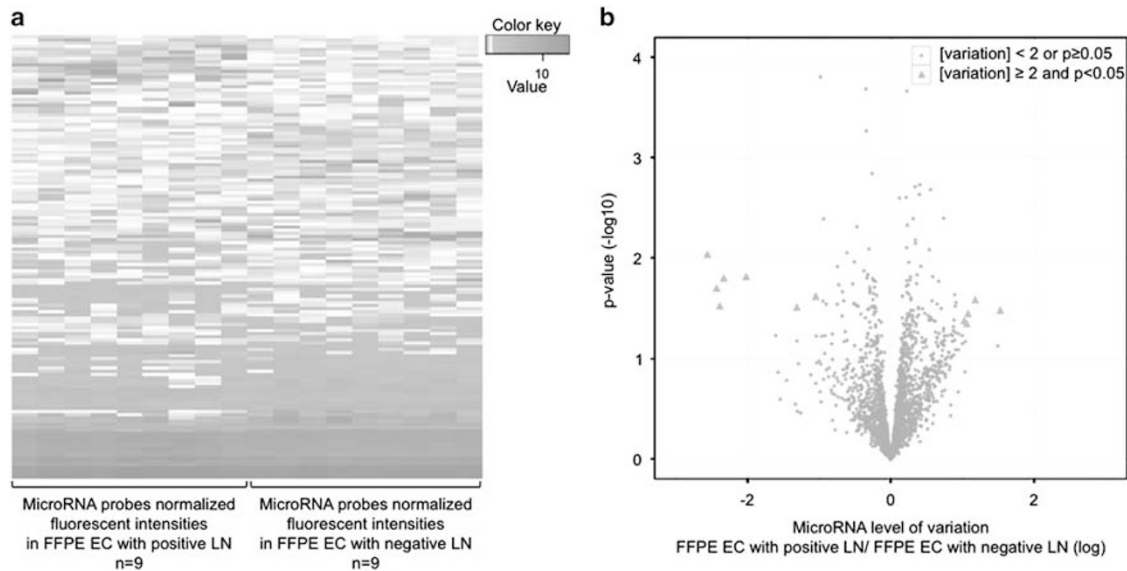 a
Color key
10
Value
MicroRNA probes normalized
fluorescent intensities
in FFPE EC with positive LN
n=9
MicroRNA probes normalized
fluorescent intensities
in FFPE EC with negative LN
n=9
b
[variation] < 2 or p≥0.05
[variation] ≥ 2 and p<0.05
p-value (-log10)
4
3
2
1
0
-2
0
2
MicroRNA level of variation
FFPE EC with positive LN/ FFPE EC with negative LN (log)